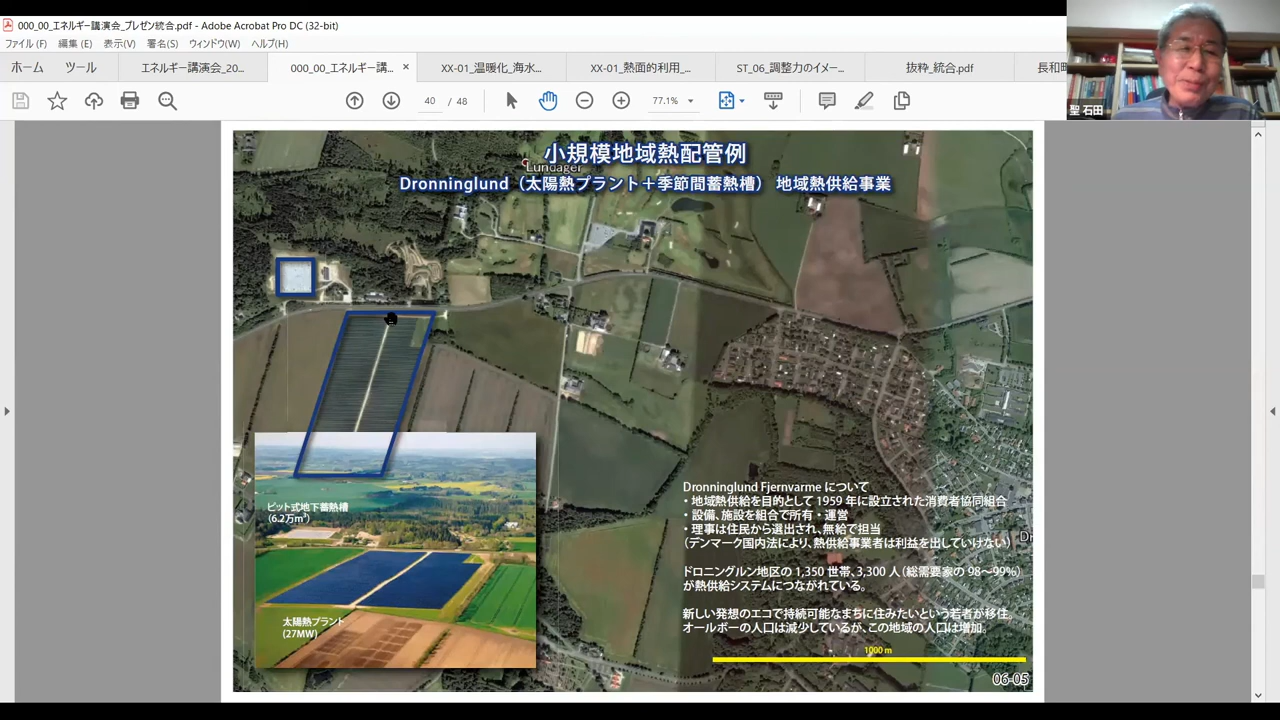 000_00_エネルギー講演会_プレゼン統合.pdf - Adobe Acrobat Pro DC (32-bit)
ファイル(F) 編集(E) 表示(V) 署名(S) ウィンドウ(W) ヘルプ(H)
ホーム ツール エネルギー講演会_20... 000_00_エネルギー講... × XX-01_温暖化_海水... XX-01_熱面的利用_... ST_06_調整力のイメー... 抜粋_統合.pdf 長和町
40 / 48 77.1%
聖 石田
小規模地域熱配管例
Lundager
Dronninglund（太陽熱プラント＋季節間蓄熱槽） 地域熱供給事業
ピット式地下蓄熱槽
(6.2万m³)
太陽熱プラント
(27MW)
Dronninglund Fjernvarme について
・地域熱供給を目的として 1959 年に設立された消費者協同組合
・設備、施設を組合で所有・運営
・理事は住民から選出され、無給で担当
（デンマーク国内法により、熱供給事業者は利益を出していけない）
ドロニングルン地区の 1,350 世帯、3,300 人（総需要家の 98～99%）
が熱供給システムにつながれている。
新しい発想のエコで持続可能なまちに住みたいという若者が移住。
オールボーの人口は減少しているが、この地域の人口は増加。
1000 m
06-05